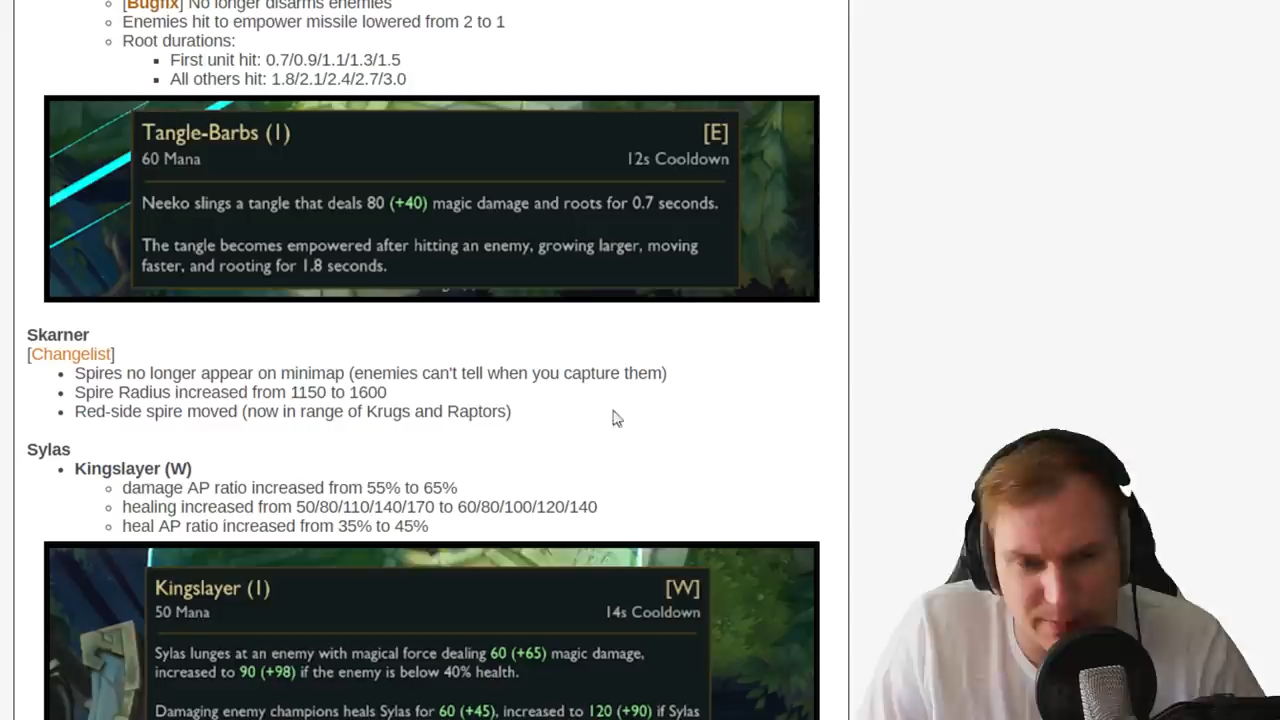 [Bugfix] No longer disarms enemies
Enemies hit to empower missile lowered from 2 to 1
Root durations:
First unit hit: 0.7/0.9/1.1/1.3/1.5
All others hit: 1.8/2.1/2.4/2.7/3.0
Tangle-Barbs (1) [E]
60 Mana 12s Cooldown
Neeko slings a tangle that deals 80 (+40) magic damage and roots for 0.7 seconds.
The tangle becomes empowered after hitting an enemy, growing larger, moving
faster, and rooting for 1.8 seconds.
Skarner
[Changelist]
Spires no longer appear on minimap (enemies can't tell when you capture them)
Spire Radius increased from 1150 to 1600
Red-side spire moved (now in range of Krugs and Raptors)
Sylas
Kingslayer (W)
damage AP ratio increased from 55% to 65%
healing increased from 50/80/110/140/170 to 60/80/100/120/140
heal AP ratio increased from 35% to 45%
Kingslayer (1) [W]
50 Mana 14s Cooldown
Sylas lunges at an enemy with magical force dealing 60 (+65) magic damage,
increased to 90 (+98) if the enemy is below 40% health.
Damaging enemy champions heals Sylas for 60 (+45), increased to 120 (+90) if Sylas